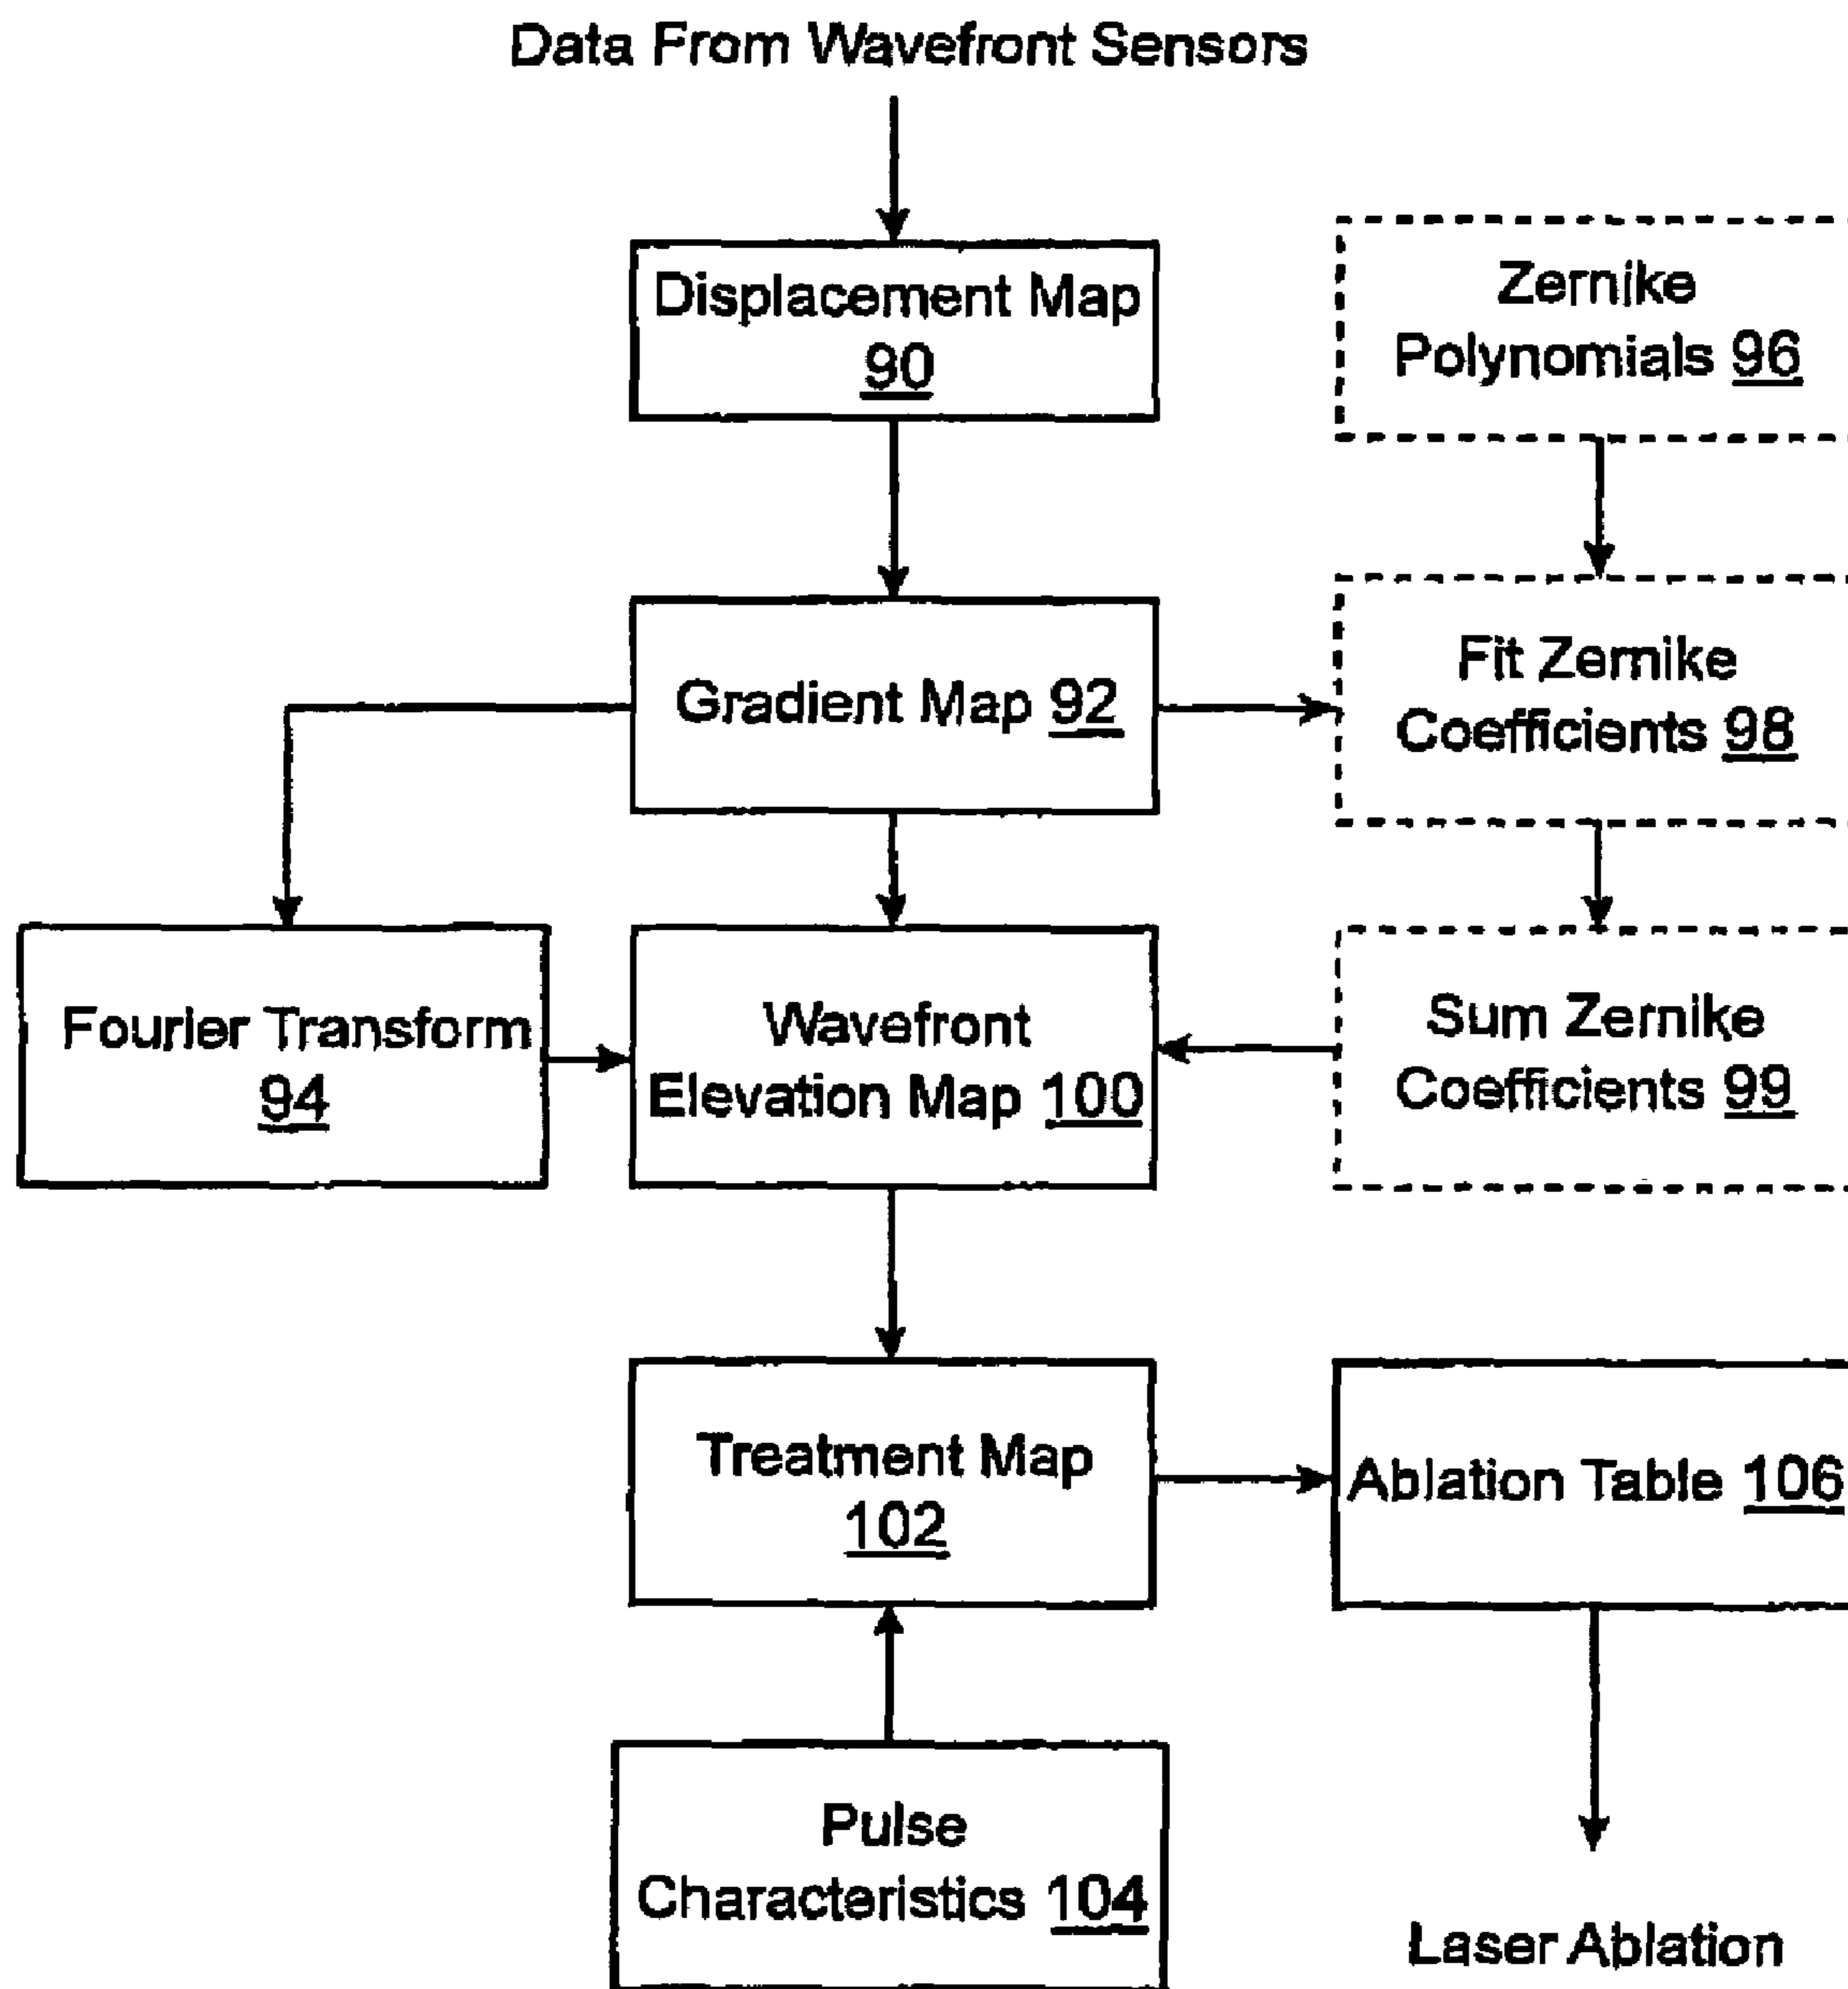 Data From Wavefront Sensors
Displacement Map
90
Zernike
Polynomials 96
Gradient Map 92
Fit Zernike
Coefficients 98
Fourier Transform
94
Wavefront
Elevation Map 100
Sum Zernike
Coefficients 99
Treatment Map
102
Ablation Table 106
Pulse
Characteristics 104
Laser Ablation